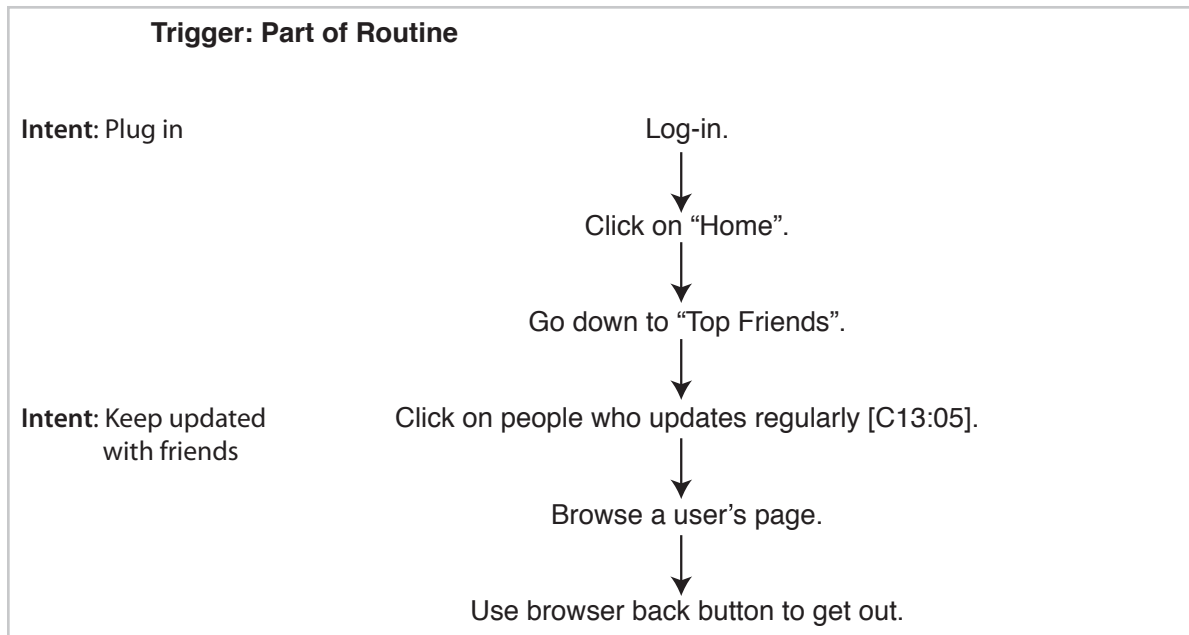 Trigger: Part of Routine
Intent: Plug in
Log-in.
Click on “Home”.
Go down to “Top Friends”.
Intent: Keep updated
with friends
Click on people who updates regularly [C13:05].
Browse a user’s page.
Use browser back button to get out.